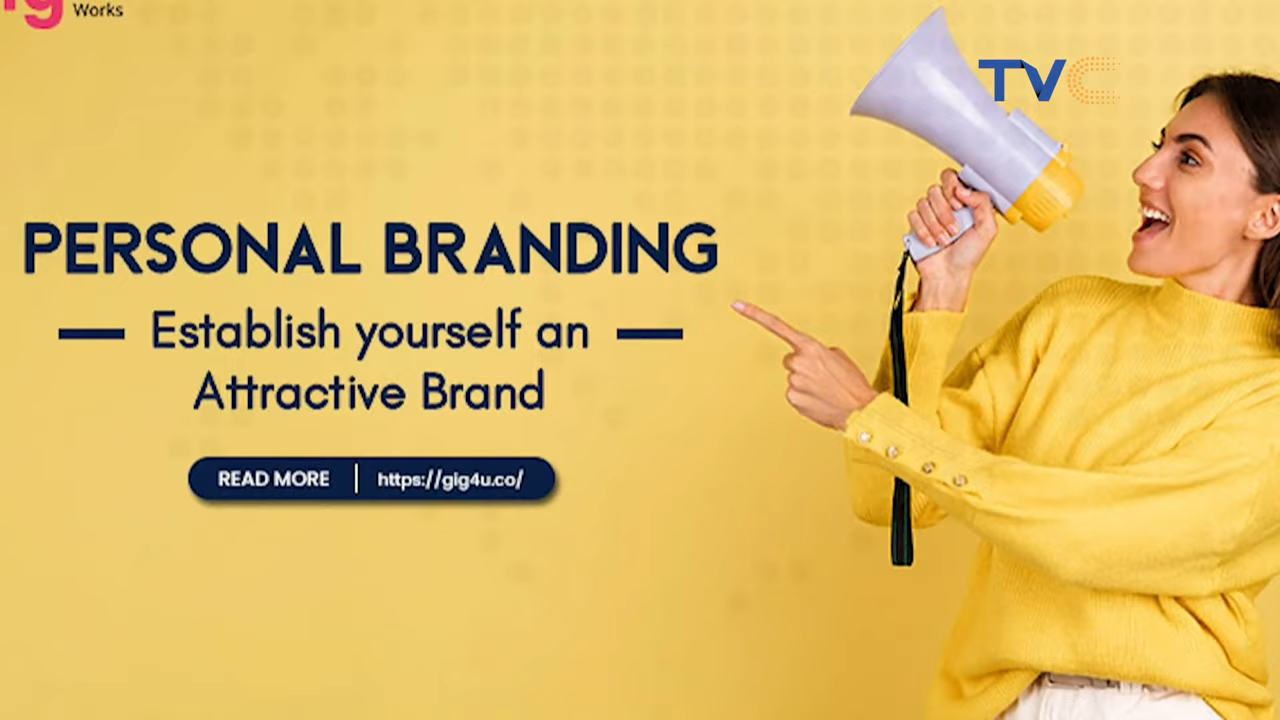 Works
TVC
PERSONAL BRANDING
Establish yourself an
Attractive Brand
READ MORE | https://gig4u.co/